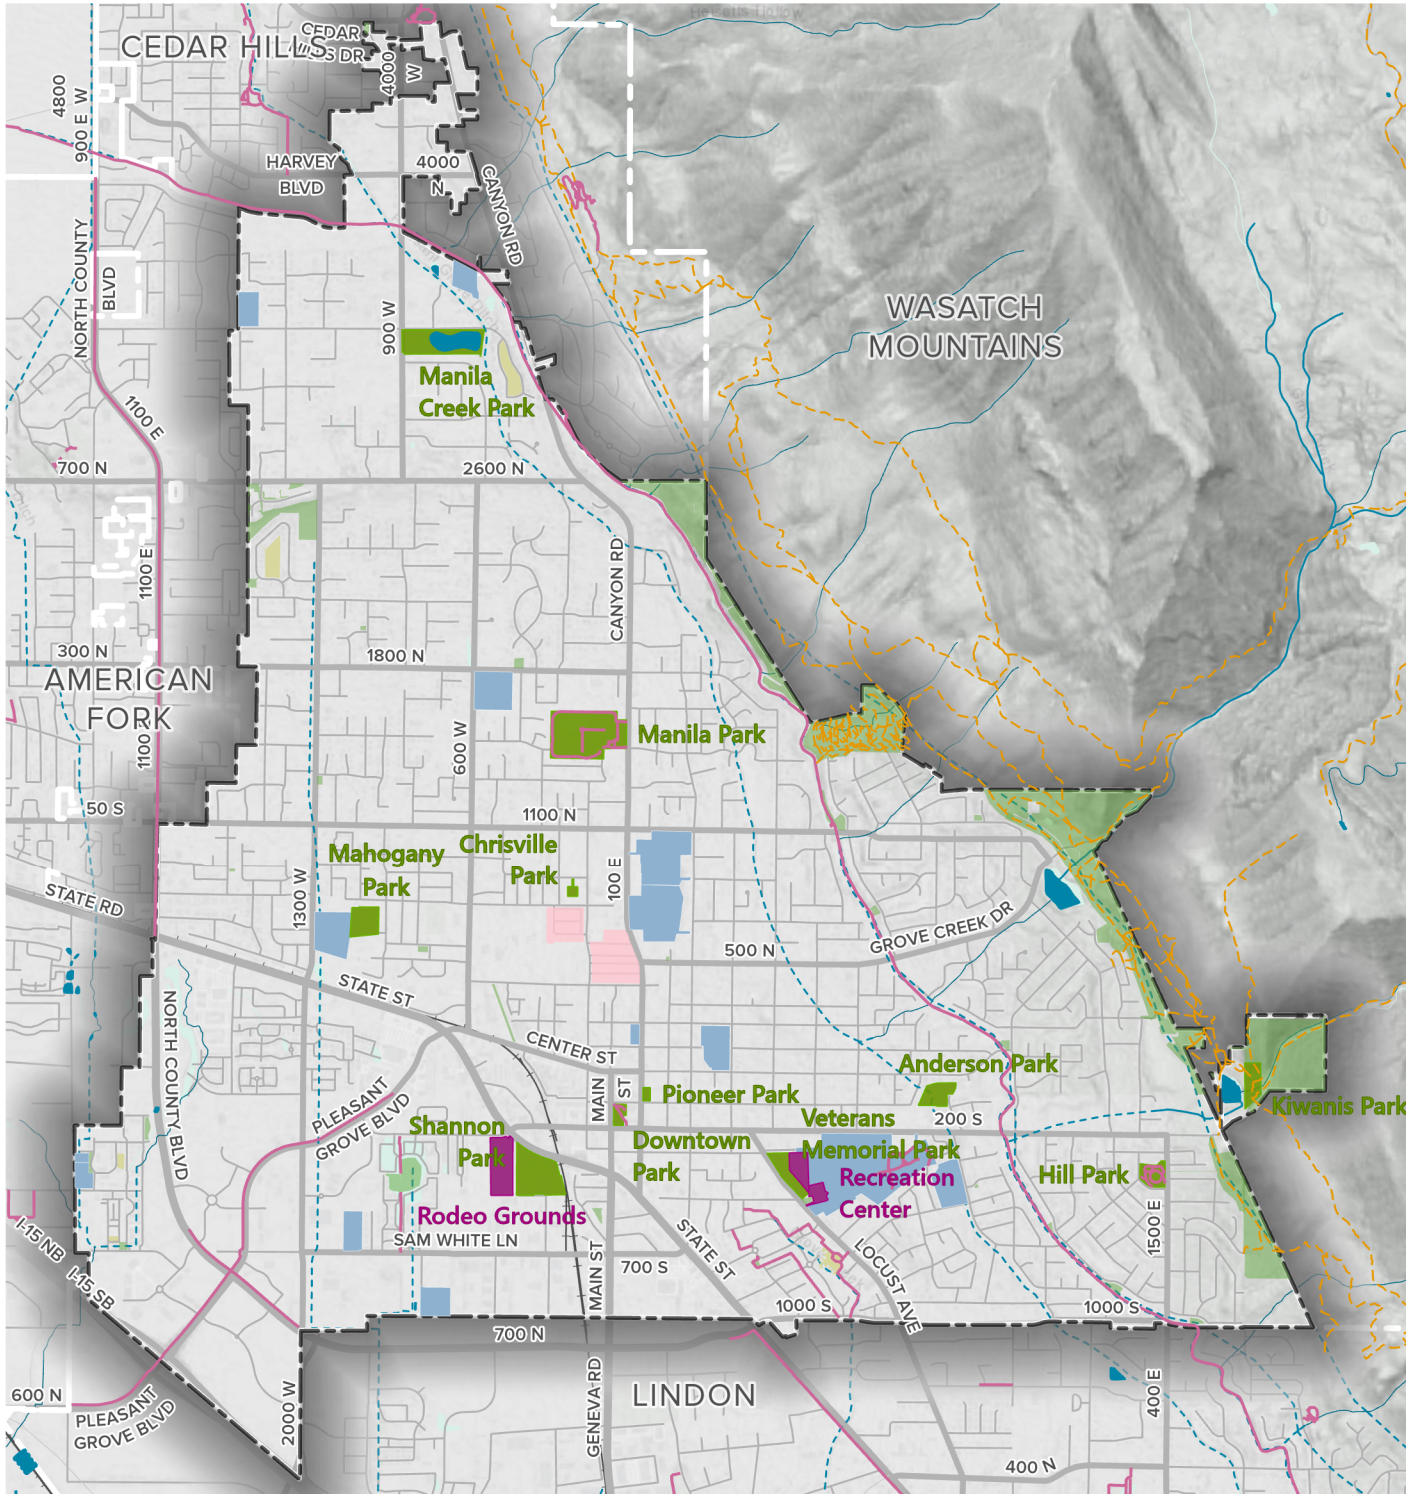 CEDAR HILLS
CEDAR
HILLS DR
4000
W
4800
900 E W
HARVEY
BLVD
4000
N
CANYON RD
NORTH COUNTY
BLVD
WASATCH
MOUNTAINS
900 W
Manila
Creek Park
1100 E
700 N
2600 N
1100 E
CANYON RD
300 N
1800 N
AMERICAN
FORK
1100 E
600 W
Manila Park
50 S
1100 N
Mahogany
Park
Chrisville
Park
100 E
1300 W
STATE RD
GROVE CREEK DR
500 N
STATE ST
NORTH COUNTY BLVD
CENTER ST
MAIN
ST
Anderson Park
Pioneer Park
PLEASANT
GROVE BLVD
Kiwanis Park
Veterans
Memorial Park
200 S
Shannon
Park
Downtown
Park
Recreation
Center
Hill Park
Rodeo Grounds
SAM WHITE LN
1500 E
I-15 NB
I-15 SB
STATE ST
MAIN ST
700 S
LOCUST AVE
1000 S
1000 S
700 N
LINDON
600 N
PLEASANT
GROVE BLVD
2000 W
GENEVA RD
400 E
400 N